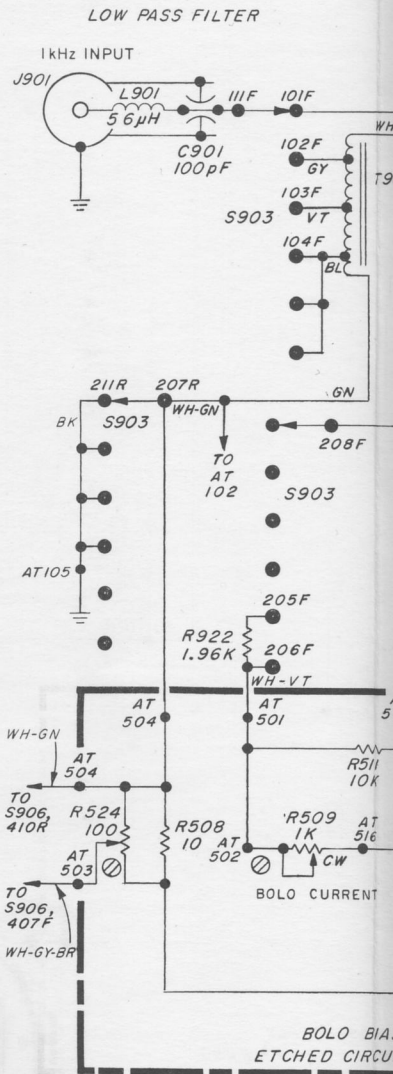 LOW PASS FILTER
1kHz INPUT
J901
L901
56µH
111F
101F
C901
100pF
WH
102F
GY
T9
103F
VT
S903
104F
BL
211R
207R
GN
WH-GN
BK
S903
208F
TO
AT
102
S903
AT105
205F
R922
1.96K
206F
WH-VT
AT
504
AT
501
5
WH-GN
AT
504
R511
10K
TO
S906,
410R
R524
100
R508
10
AT
502
R509
1K
AT
516
CW
AT
503
BOLO CURRENT
TO
S906,
407F
WH-GY-BR
BOLO BIA
ETCHED CIRCU